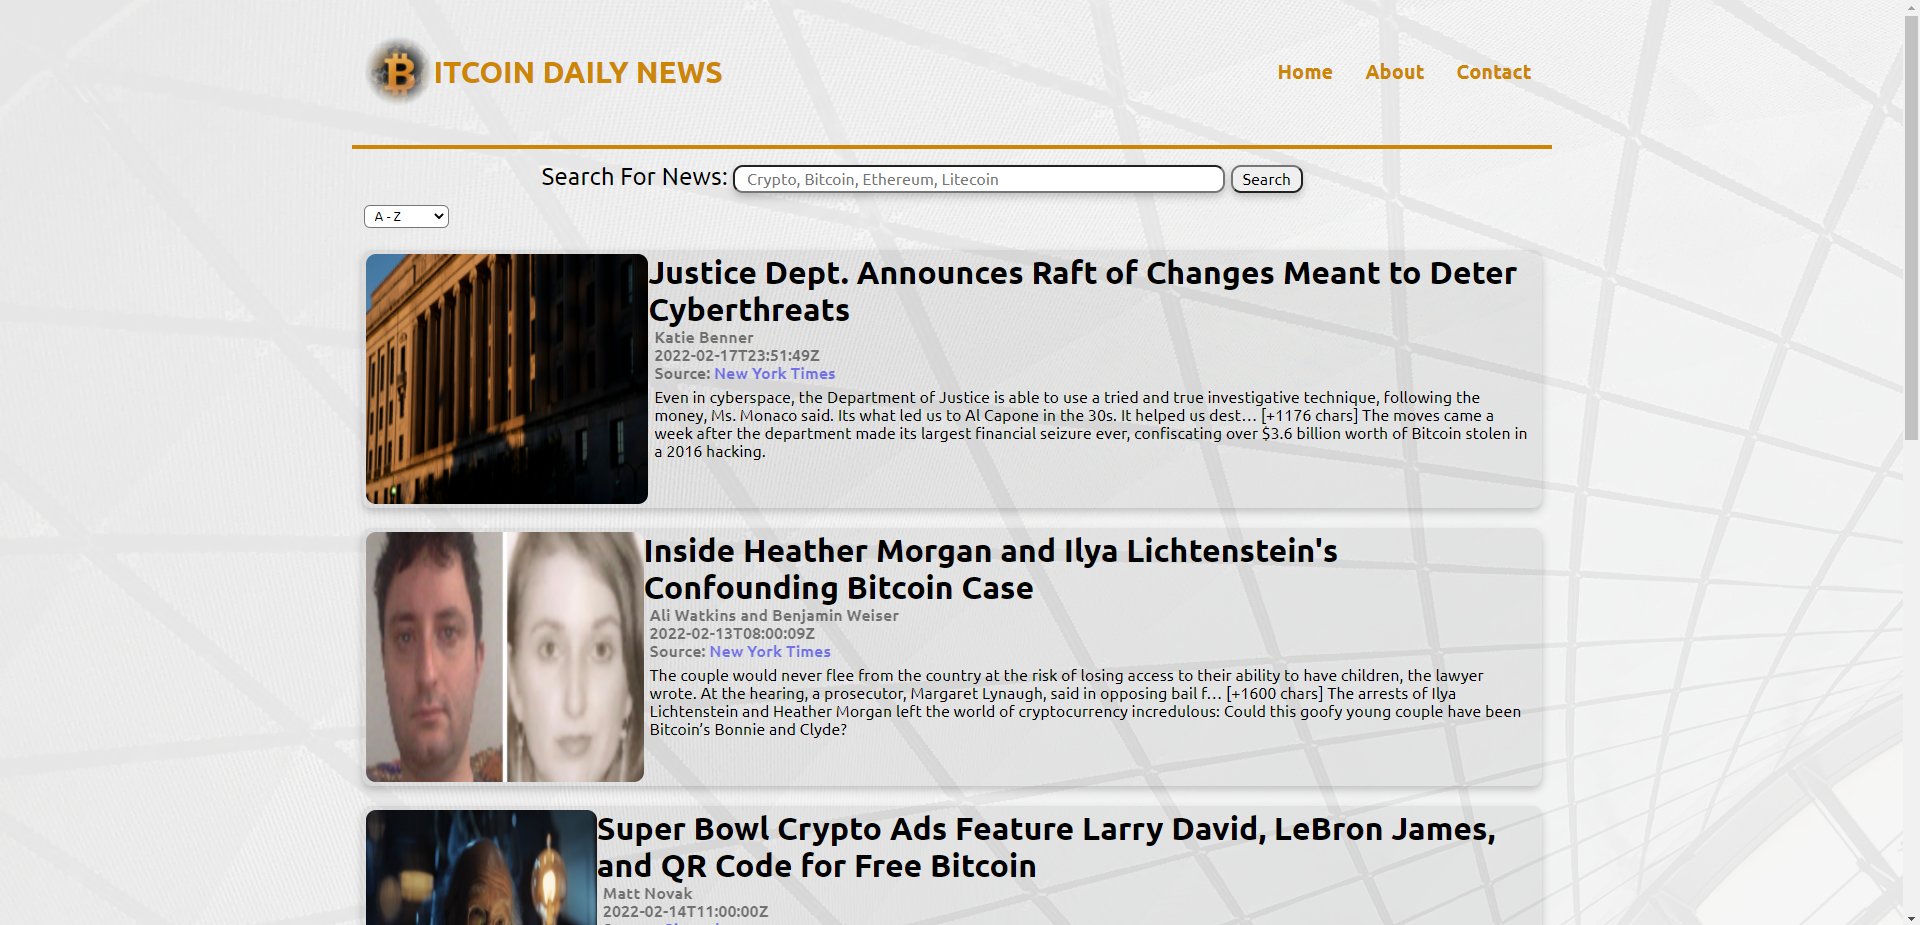 ITCOIN DAILY NEWS
Home About Contact
Search For News: Crypto, Bitcoin, Ethereum, Litecoin Search
A - Z
Justice Dept. Announces Raft of Changes Meant to Deter
Cyberthreats
Katie Benner
2022-02-17T23:51:49Z
Source: New York Times
Even in cyberspace, the Department of Justice is able to use a tried and true investigative technique, following the
money, Ms. Monaco said. Its what led us to Al Capone in the 30s. It helped us dest… [+1176 chars] The moves came a
week after the department made its largest financial seizure ever, confiscating over $3.6 billion worth of Bitcoin stolen in
a 2016 hacking.
Inside Heather Morgan and Ilya Lichtenstein's
Confounding Bitcoin Case
Ali Watkins and Benjamin Weiser
2022-02-13T08:00:09Z
Source: New York Times
The couple would never flee from the country at the risk of losing access to their ability to have children, the lawyer
wrote. At the hearing, a prosecutor, Margaret Lynaugh, said in opposing bail f… [+1600 chars] The arrests of Ilya
Lichtenstein and Heather Morgan left the world of cryptocurrency incredulous: Could this goofy young couple have been
Bitcoin’s Bonnie and Clyde?
Super Bowl Crypto Ads Feature Larry David, LeBron James,
and QR Code for Free Bitcoin
Matt Novak
2022-02-14T11:00:00Z